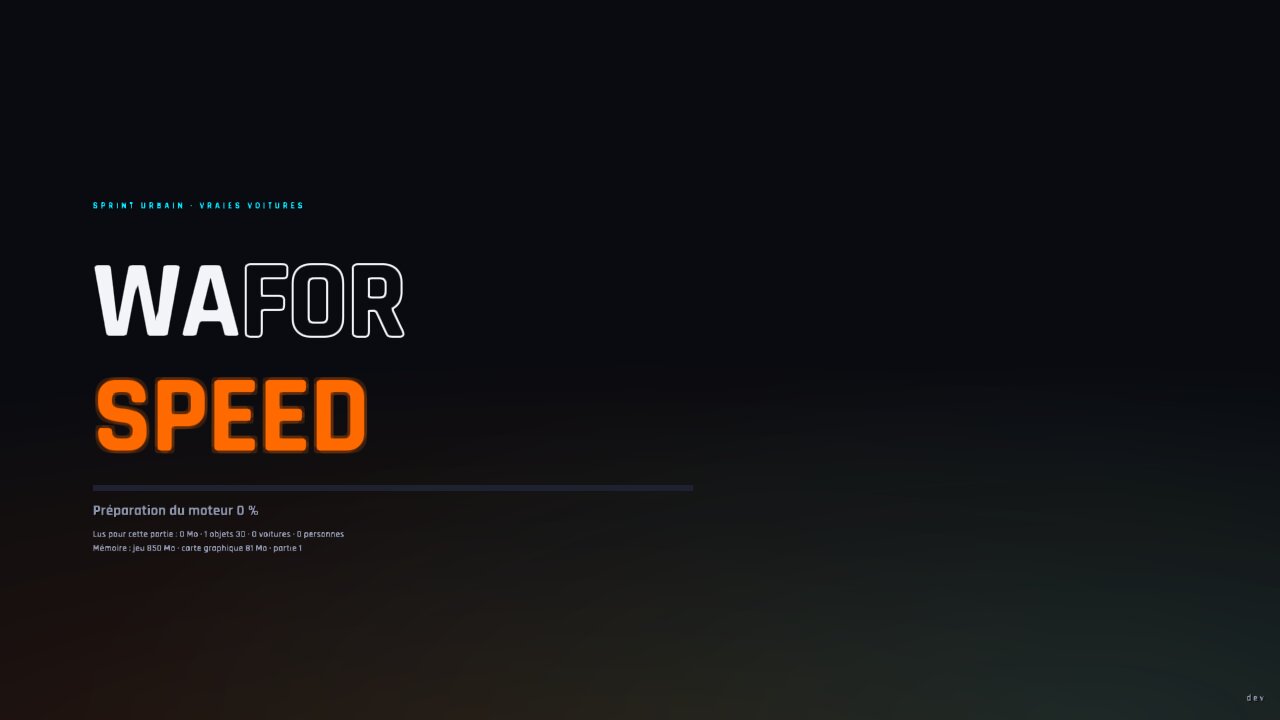 SPRINT URBAIN · VRAIES VOITURES
WAFOR
SPEED
Préparation du moteur 0 %
Lus pour cette partie : 0 Mo · 1 objets 3D · 0 voitures · 0 personnes
Mémoire : jeu 850 Mo · carte graphique 81 Mo · partie 1
dev